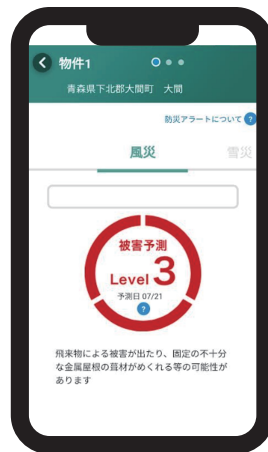 物件1
青森県下北郡大間町 大間
防災アラートについて ?
風災 雪災
被害予測
Level 3
予測日 07/21
?
飛来物による被害が出たり、固定の不十分
な金属屋根の葺材がめくれる等の可能性が
あります